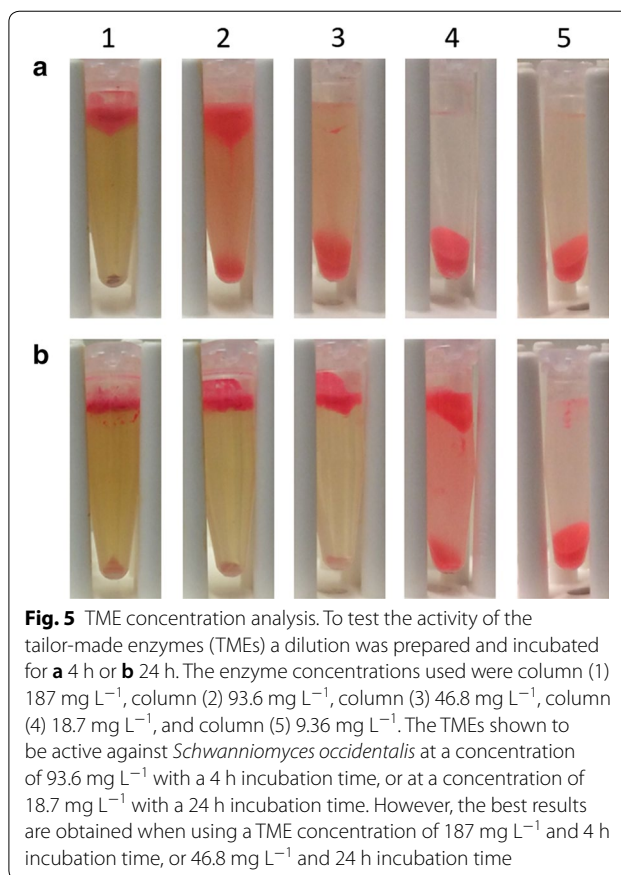 1 2 3 4 5
a
b
Fig. 5 TME concentration analysis. To test the activity of the
tailor-made enzymes (TMEs) a dilution was prepared and incubated
for a 4 h or b 24 h. The enzyme concentrations used were column (1)
187 mg L⁻¹, column (2) 93.6 mg L⁻¹, column (3) 46.8 mg L⁻¹, column
(4) 18.7 mg L⁻¹, and column (5) 9.36 mg L⁻¹. The TMEs shown to
be active against Schwanniomyces occidentalis at a concentration
of 93.6 mg L⁻¹ with a 4 h incubation time, or at a concentration of
18.7 mg L⁻¹ with a 24 h incubation time. However, the best results
are obtained when using a TME concentration of 187 mg L⁻¹ and 4 h
incubation time, or 46.8 mg L⁻¹ and 24 h incubation time